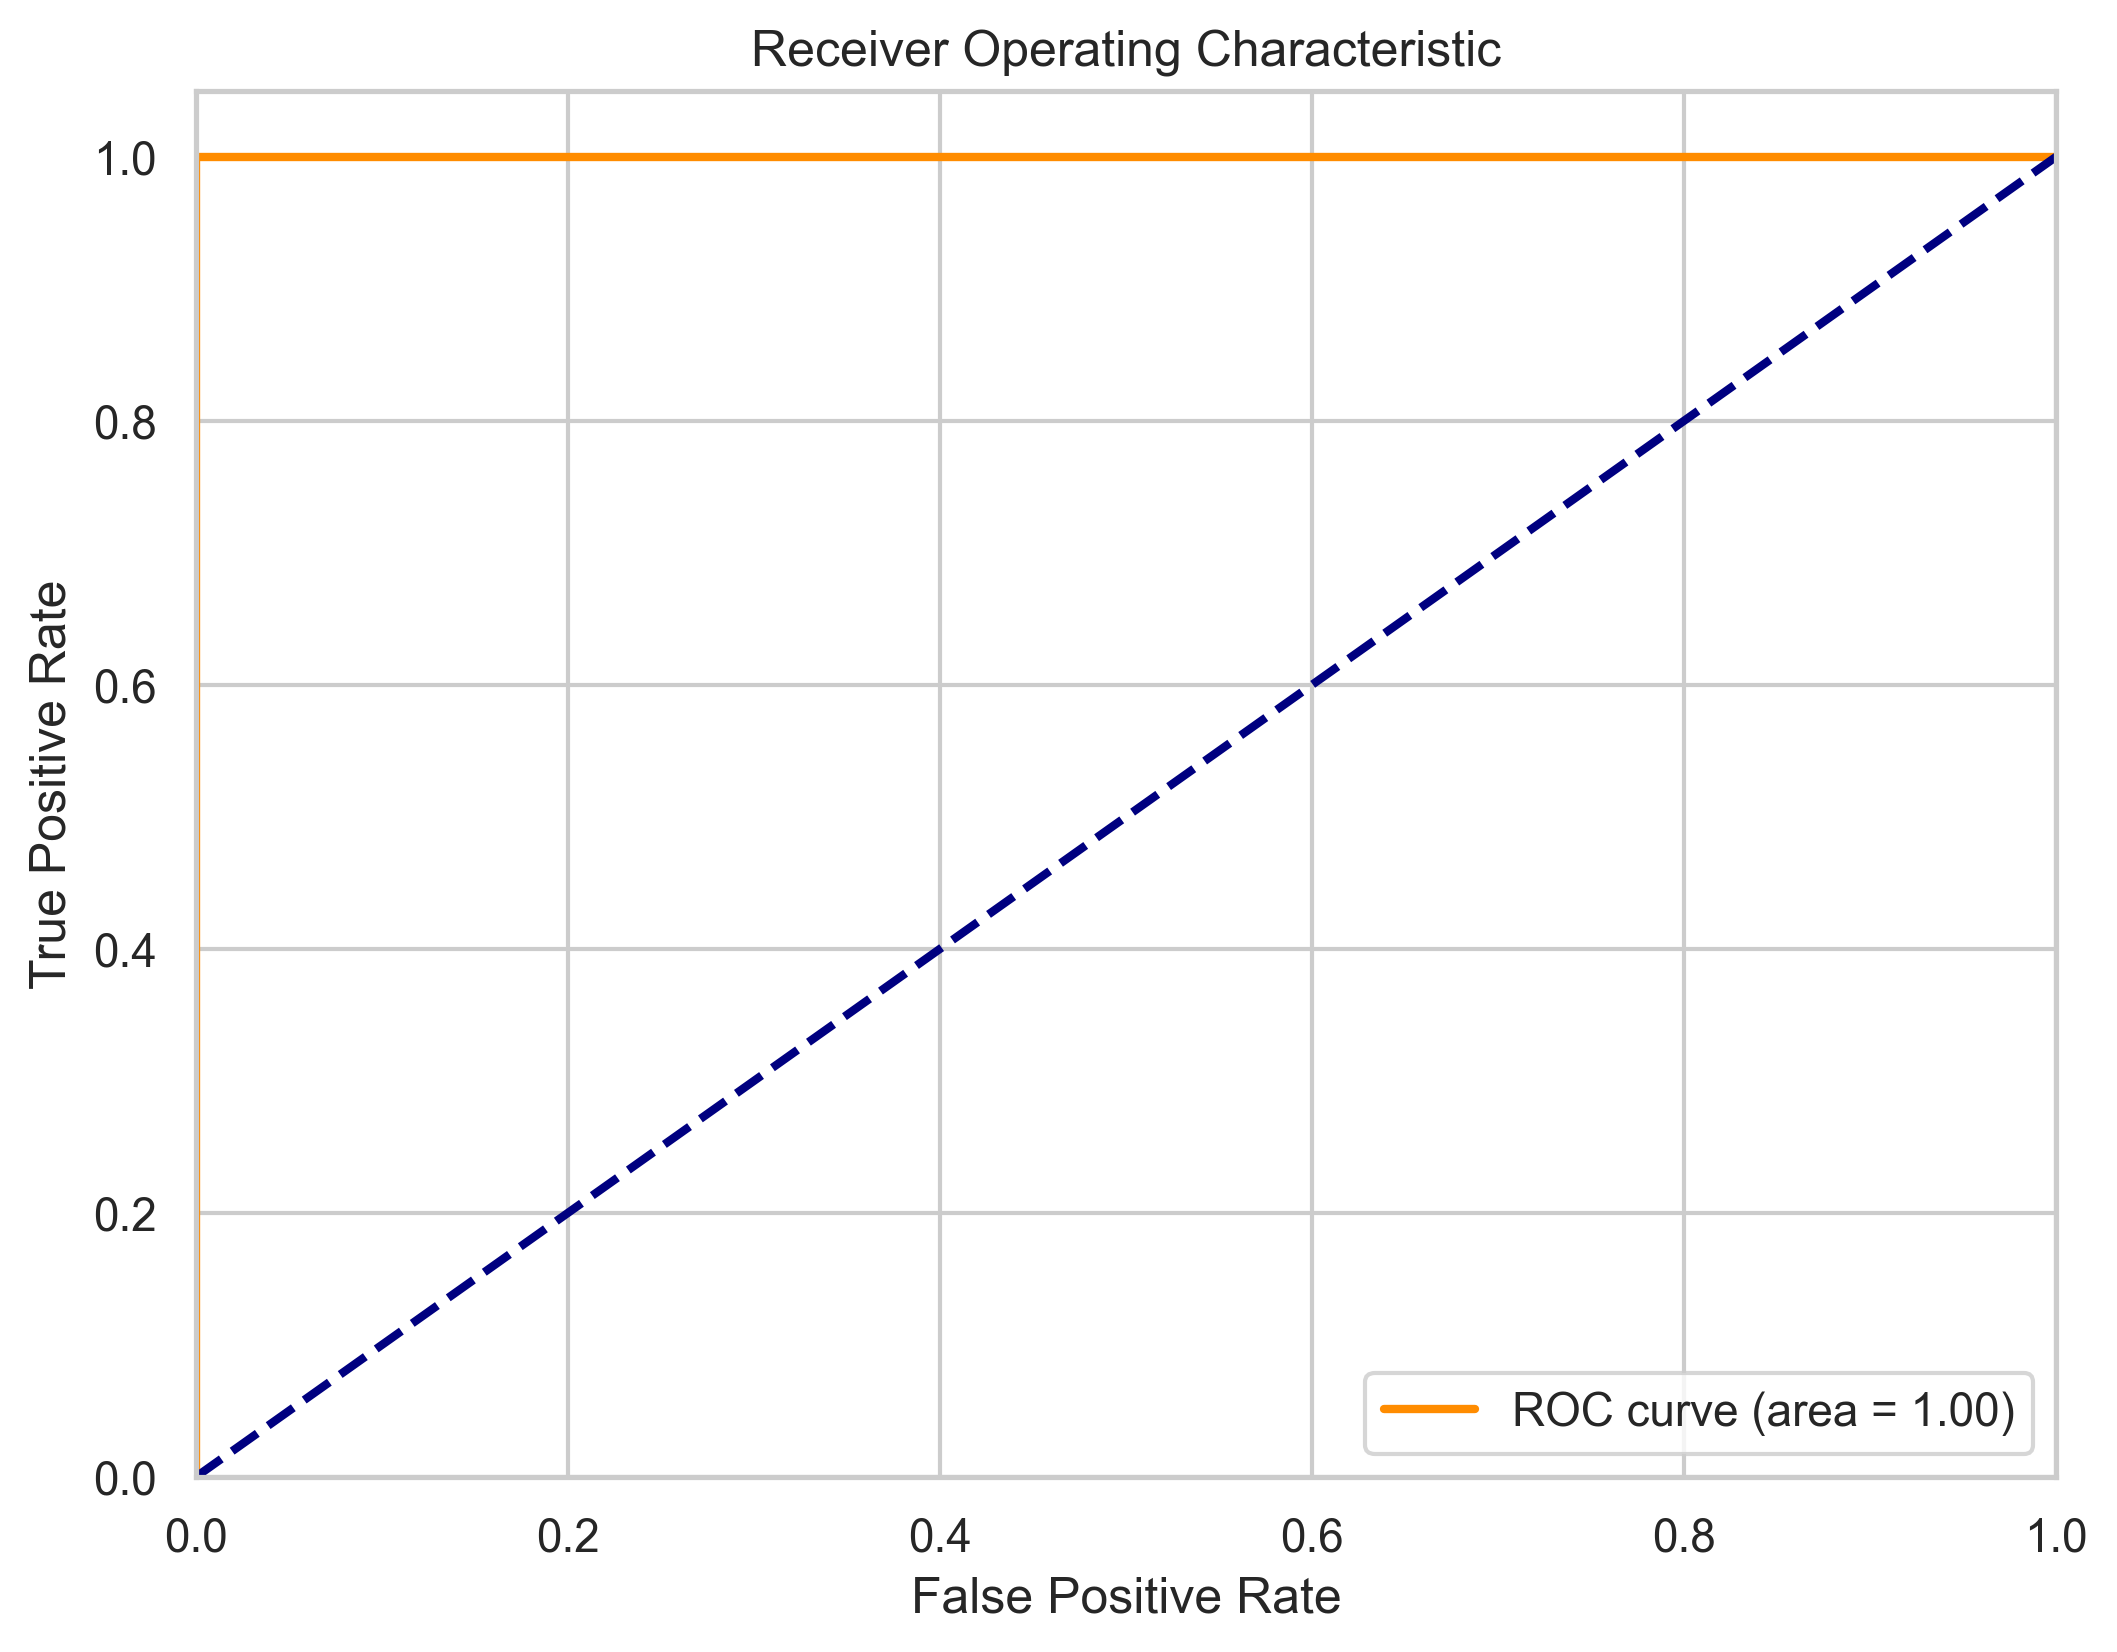 Receiver Operating Characteristic
1.0
0.8
0.6
0.4
0.2
0.0
True Positive Rate
ROC curve (area = 1.00)
0.0 0.2 0.4 0.6 0.8 1.0
False Positive Rate